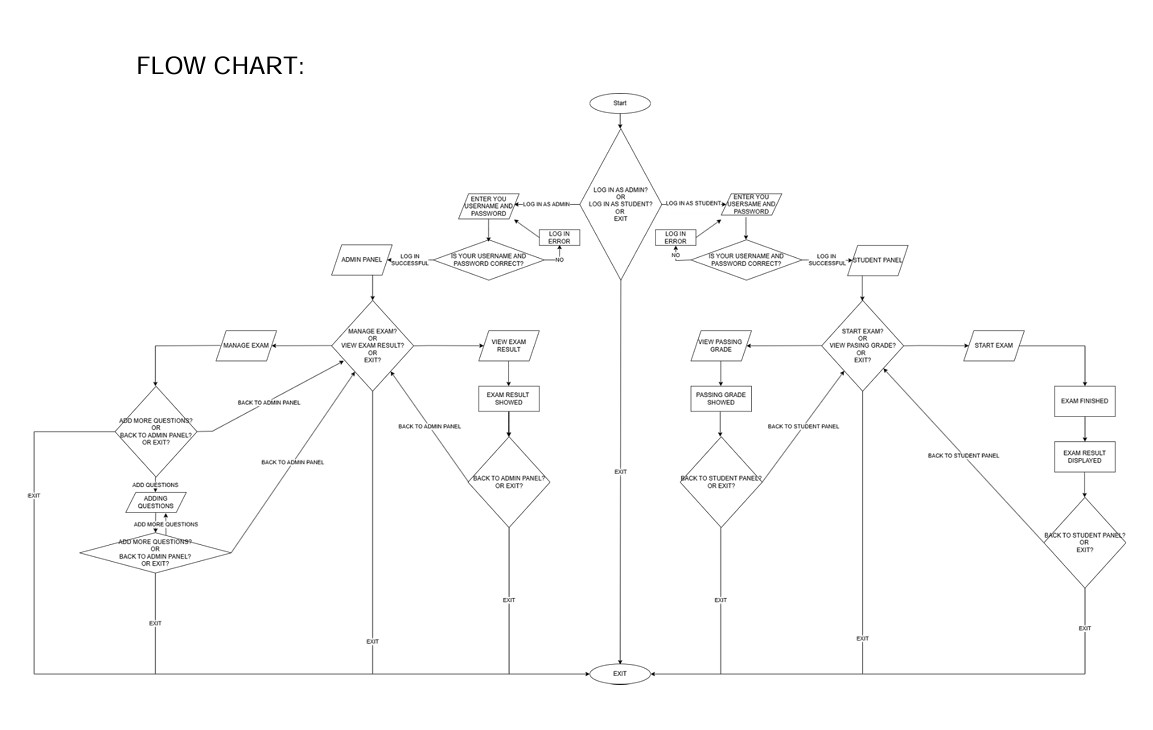 FLOW CHART:
Start
LOG IN AS ADMIN?
OR
LOG IN AS STUDENT?
OR
EXIT
LOG IN AS ADMIN
LOG IN AS STUDENT
ENTER YOU
USERNAME AND
PASSWORD
ENTER YOU
USERSAME AND
PASSWORD
LOG IN
ERROR
LOG IN
ERROR
NO
NO
IS YOUR USERNAME AND
PASSWORD CORRECT?
IS YOUR USERNAME AND
PASSWORD CORRECT?
LOG IN
SUCCESSFUL
LOG IN
SUCCESSFUL
ADMIN PANEL
STUDENT PANEL
MANAGE EXAM?
OR
VIEW EXAM RESULT?
OR
EXIT?
START EXAM?
OR
VIEW PASING GRADE?
OR
EXIT?
MANAGE EXAM
VIEW EXAM
RESULT
VIEW PASSING
GRADE
START EXAM
EXAM RESULT
SHOWED
PASSING GRADE
SHOWED
EXAM FINISHED
BACK TO ADMIN PANEL
BACK TO ADMIN PANEL
BACK TO ADMIN PANEL
BACK TO STUDENT PANEL
BACK TO STUDENT PANEL
ADD MORE QUESTIONS?
OR
BACK TO ADMIN PANEL?
OR EXIT?
EXAM RESULT
DISPLAYED
BACK TO ADMIN PANEL?
OR EXIT?
BACK TO STUDENT PANEL?
OR EXIT?
ADD QUESTIONS
ADDING
QUESTIONS
ADD MORE QUESTIONS
ADD MORE QUESTIONS?
OR
BACK TO ADMIN PANEL?
OR EXIT?
BACK TO STUDENT PANEL?
OR
EXIT?
EXIT
EXIT
EXIT
EXIT
EXIT
EXIT
EXIT
EXIT
EXIT